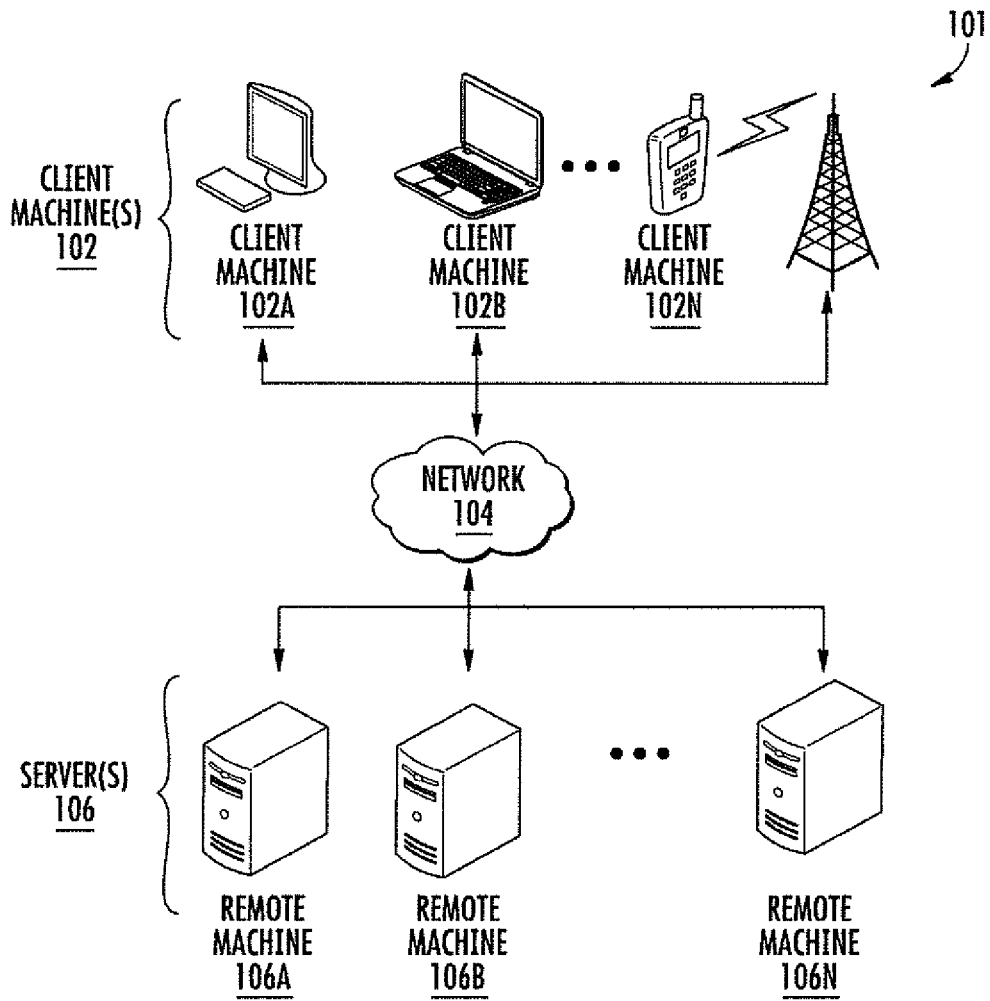 101
CLIENT
MACHINE(S)
102
CLIENT
MACHINE
102A
CLIENT
MACHINE
102B
CLIENT
MACHINE
102N
NETWORK
104
SERVER(S)
106
REMOTE
MACHINE
106A
REMOTE
MACHINE
106B
REMOTE
MACHINE
106N